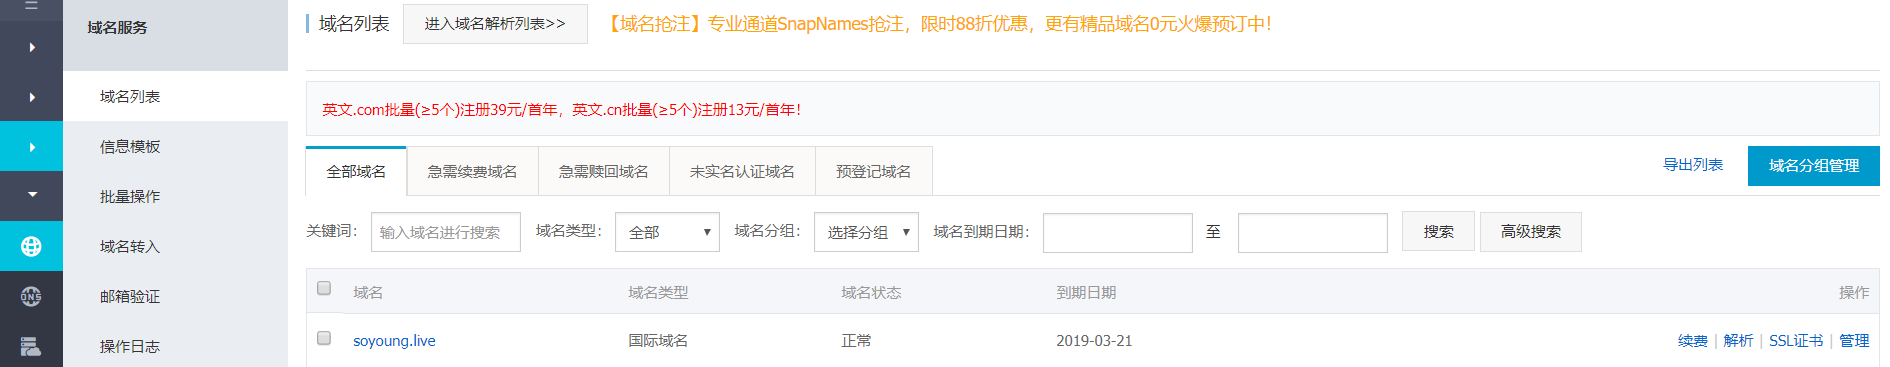 域名服务
域名列表
信息模板
批量操作
域名转入
邮箱验证
操作日志
DNS
域名列表 进入域名解析列表>> 【域名抢注】专业通道SnapNames抢注，限时88折优惠，更有精品域名0元火爆预订中！
英文.com批量(≥5个)注册39元/首年，英文.cn批量(≥5个)注册13元/首年！
全部域名 急需续费域名 急需赎回域名 未实名认证域名 预登记域名 导出列表 域名分组管理
关键词： 输入域名进行搜索 域名类型： 全部 域名分组： 选择分组 域名到期日期： 至 搜索 高级搜索
域名 域名类型 域名状态 到期日期 操作
soyoung.live 国际域名 正常 2019-03-21 续费 | 解析 | SSL证书 | 管理